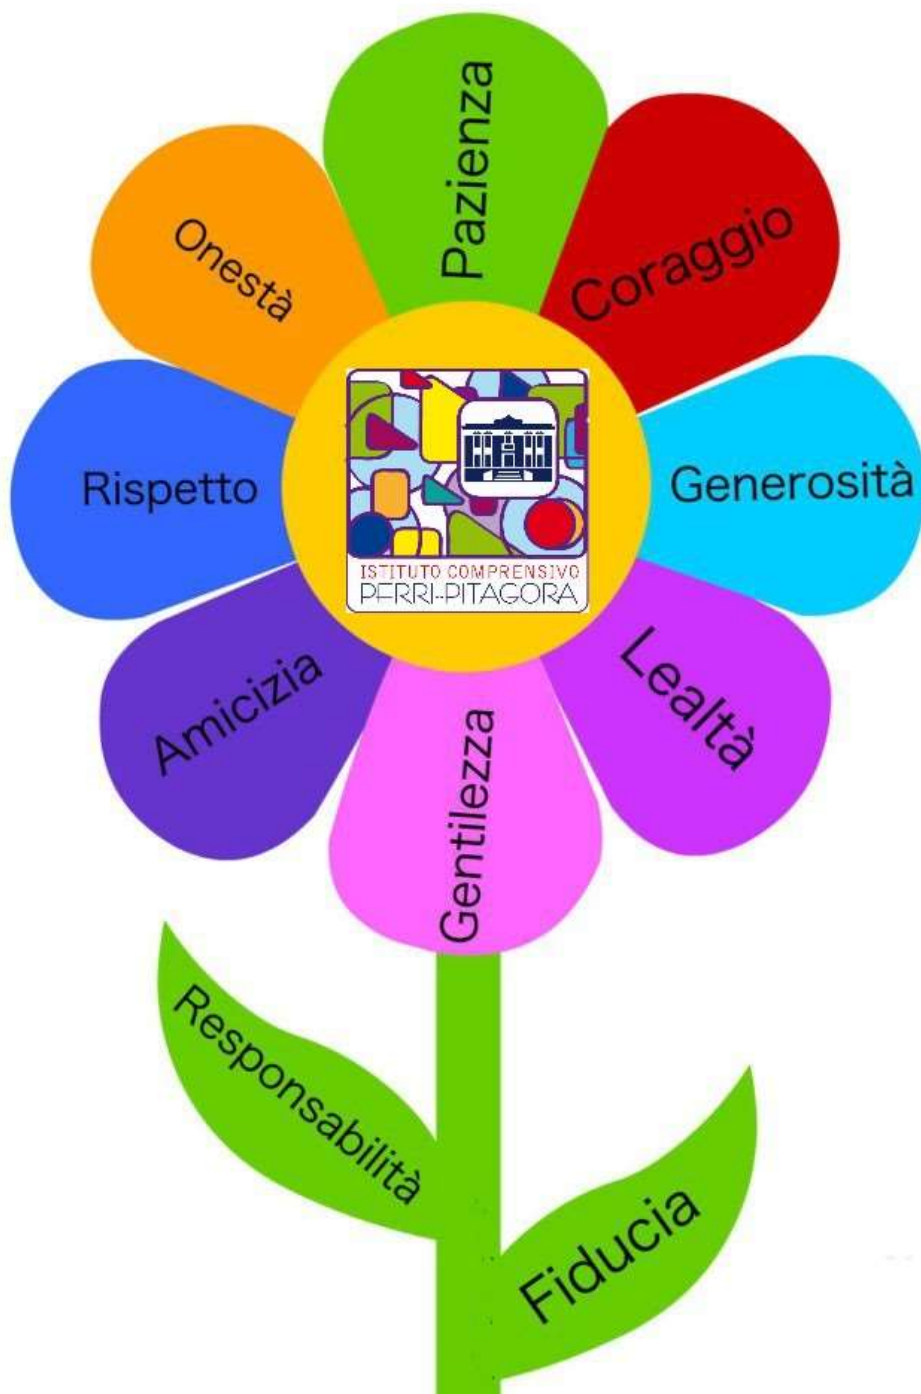 Pazienza
Coraggio
Onestà
Rispetto
Generosità
ISTITUTO COMPRENSIVO
PERRI-PITAGORA
Amicizia
Lealtà
Gentilezza
Responsabilità
Fiducia